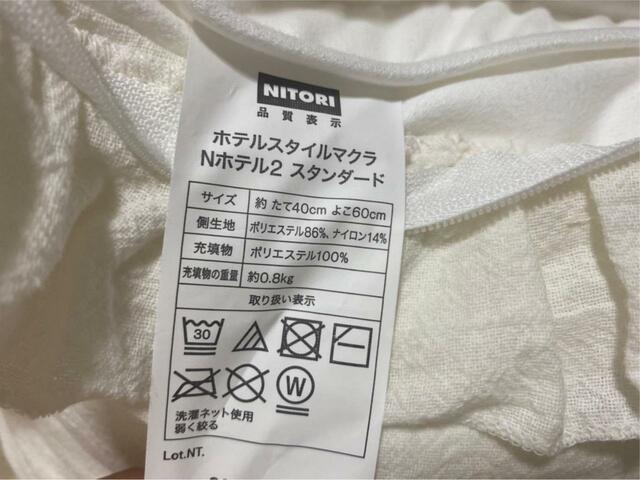 NITORI
品質表示
ホテルスタイルマクラ
Nホテル2 スタンダード
サイズ 約 たて40cm よこ60cm
側生地 ポリエステル86%、ナイロン14%
充填物 ポリエステル100%
充填物の重量 約0.8kg
取り扱い表示
30
W
洗濯ネット使用
弱く絞る
Lot.NT.